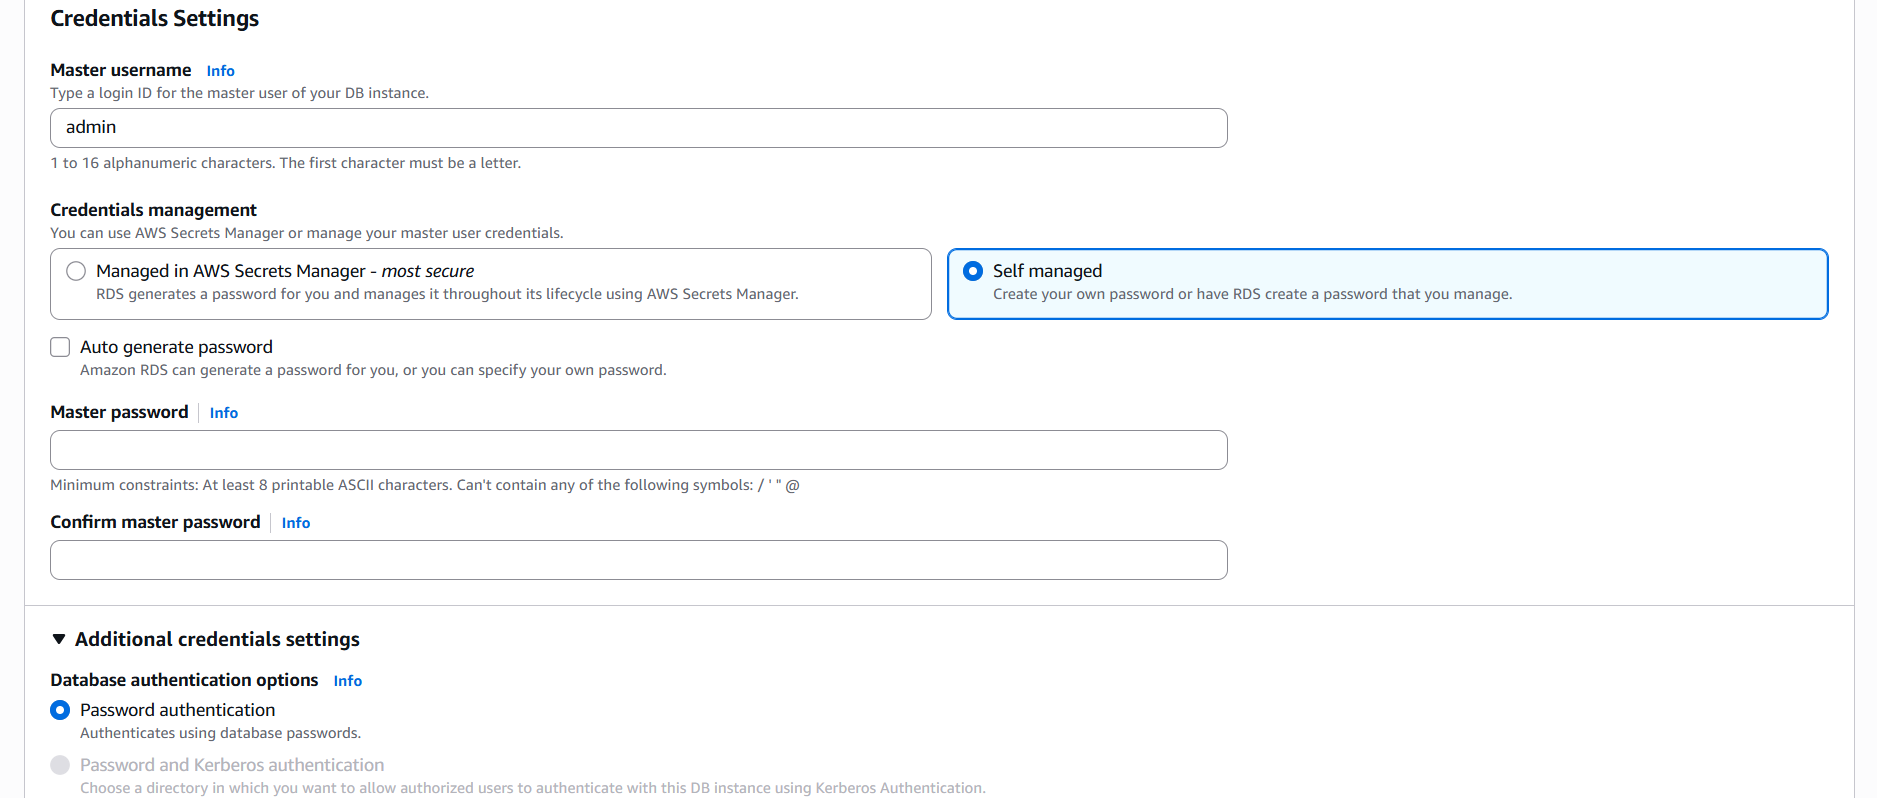 Credentials Settings
Master username Info
Type a login ID for the master user of your DB instance.
admin
1 to 16 alphanumeric characters. The first character must be a letter.
Credentials management
You can use AWS Secrets Manager or manage your master user credentials.
Managed in AWS Secrets Manager - most secure
RDS generates a password for you and manages it throughout its lifecycle using AWS Secrets Manager.
Self managed
Create your own password or have RDS create a password that you manage.
Auto generate password
Amazon RDS can generate a password for you, or you can specify your own password.
Master password Info
Minimum constraints: At least 8 printable ASCII characters. Can't contain any of the following symbols: / ' " @
Confirm master password Info
Additional credentials settings
Database authentication options Info
Password authentication
Authenticates using database passwords.
Password and Kerberos authentication
Choose a directory in which you want to allow authorized users to authenticate with this DB instance using Kerberos Authentication.